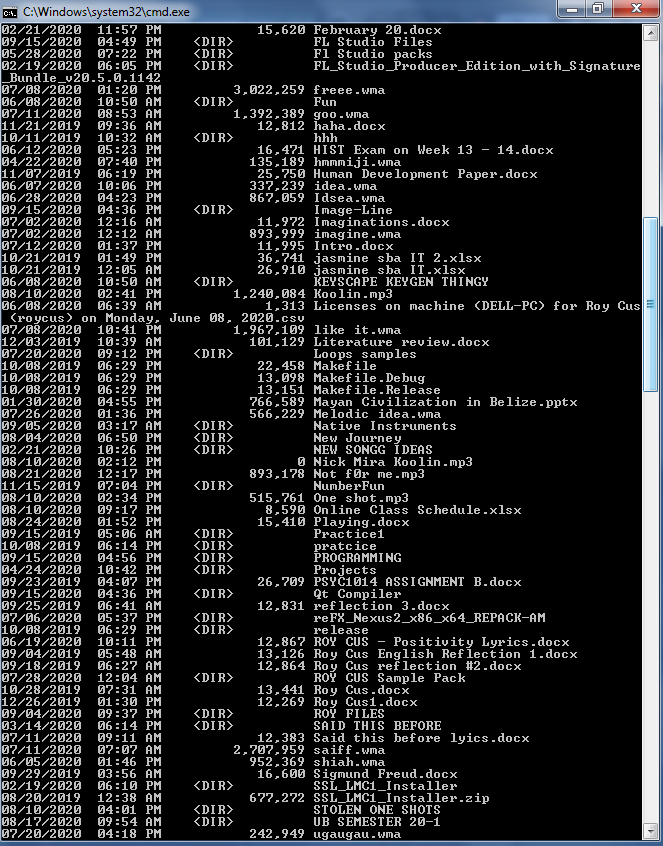 C:\Windows\system32\cmd.exe
02/21/2020  11:57 PM            15,620 February 20.docx
09/15/2020  04:49 PM    <DIR>          FL Studio Files
05/28/2020  07:22 PM    <DIR>          Fl Studio packs
02/19/2020  06:05 PM    <DIR>          FL_Studio_Producer_Edition_with_Signature
_Bundle_v20.5.0.1142
07/08/2020  01:20 PM         3,022,259 freee.wma
06/08/2020  10:50 AM    <DIR>          Fun
07/11/2020  08:53 AM         1,392,389 goo.wma
11/21/2019  09:36 AM            12,812 haha.docx
10/11/2019  10:32 AM    <DIR>          hhh
06/12/2020  05:23 PM            16,471 HIST Exam on Week 13 - 14.docx
04/22/2020  07:40 PM           135,189 hmmmiji.wma
11/07/2019  06:19 PM            25,750 Human Development Paper.docx
06/07/2020  10:06 PM           337,239 idea.wma
06/28/2020  04:23 PM           867,059 Idsea.wma
09/15/2019  04:36 PM    <DIR>          Image-Line
07/02/2020  12:16 AM            11,972 Imaginations.docx
07/02/2020  12:12 AM           893,999 imagine.wma
07/12/2020  01:37 PM            11,995 Intro.docx
10/21/2019  01:49 PM            36,741 jasmine sba IT 2.xlsx
10/21/2019  12:05 AM            26,910 jasmine sba IT.xlsx
06/08/2020  10:50 AM    <DIR>          KEYSCAPE KEYGEN THINGY
08/10/2020  02:41 PM         1,240,084 Koolin.mp3
06/08/2020  06:39 AM             1,313 Licenses on machine (DELL-PC) for Roy Cus
 (roycus) on Monday, June 08, 2020.csv
07/08/2020  10:41 PM         1,967,109 like it.wma
12/03/2019  10:39 AM           101,129 Literature review.docx
07/20/2020  09:12 PM    <DIR>          Loops samples
10/08/2019  06:29 PM            22,458 Makefile
10/08/2019  06:29 PM            13,098 Makefile.Debug
10/08/2019  06:29 PM            13,151 Makefile.Release
01/30/2020  04:55 PM           766,589 Mayan Civilization in Belize.pptx
07/26/2020  01:36 PM           566,229 Melodic idea.wma
09/05/2020  03:17 AM    <DIR>          Native Instruments
08/04/2020  06:50 PM    <DIR>          New Journey
02/21/2020  10:26 PM    <DIR>          NEW SONGG IDEAS
08/10/2020  02:12 PM                 0 Nick Mira Koolin.mp3
08/21/2020  12:17 PM           893,178 Not f0r me.mp3
11/15/2019  07:04 PM    <DIR>          NumberFun
08/10/2020  02:34 PM           515,761 One shot.mp3
08/10/2020  09:17 PM             8,590 Online Class Schedule.xlsx
08/24/2020  01:52 PM            15,410 Playing.docx
09/15/2019  05:06 AM    <DIR>          Practice1
10/08/2019  06:14 PM    <DIR>          pratcice
09/15/2019  04:56 PM    <DIR>          PROGRAMMING
04/24/2020  10:42 PM    <DIR>          Projects
09/23/2019  04:07 PM            26,709 PSYC1014 ASSIGNMENT B.docx
09/15/2019  04:36 PM    <DIR>          Qt Compiler
09/25/2019  06:41 AM            12,831 reflection 3.docx
07/06/2020  05:37 PM    <DIR>          reFX_Nexus2_x86_x64_REPACK-AM
10/08/2019  06:29 PM    <DIR>          release
06/19/2020  10:11 PM            12,867 ROY CUS - Positivity Lyrics.docx
09/04/2019  05:48 AM            13,126 Roy Cus English Reflection 1.docx
09/18/2019  06:27 AM            12,864 Roy Cus reflection #2.docx
07/28/2020  12:04 AM    <DIR>          ROY CUS Sample Pack
10/28/2019  07:31 AM            13,441 Roy Cus.docx
12/26/2019  01:30 PM            12,269 Roy Cus1.docx
09/04/2019  09:37 PM    <DIR>          ROY FILES
03/14/2020  06:14 PM    <DIR>          SAID THIS BEFORE
07/11/2020  09:11 AM            12,383 Said this before lyics.docx
07/11/2020  07:07 AM         2,707,959 saiff.wma
06/05/2020  01:46 PM           952,369 shiah.wma
09/29/2019  03:56 AM            16,600 Sigmund Freud.docx
02/19/2020  06:10 PM    <DIR>          SSL_LMC1_Installer
08/20/2019  12:38 AM           677,272 SSL_LMC1_Installer.zip
08/10/2020  04:01 PM    <DIR>          STOLEN ONE SHOTS
08/17/2020  09:54 AM    <DIR>          UB SEMESTER 20-1
07/20/2020  04:18 PM           242,949 ugaugau.wma